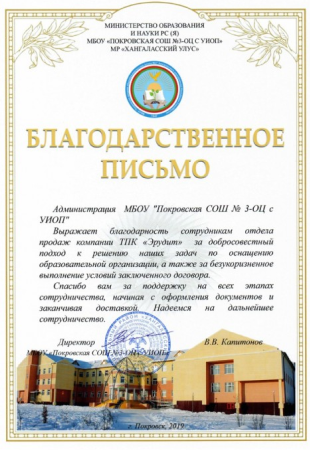 МИНИСТЕРСТВО ОБРАЗОВАНИЯ
И НАУКИ РС (Я)
МБОУ «ПОКРОВСКАЯ СОШ №3-ОЦ С УИОП»
МР «ХАНГАЛАССКИЙ УЛУС»
БЛАГОДАРСТВЕННОЕ
ПИСЬМО
Администрация МБОУ "Покровская СОШ № 3-ОЦ с
УИОП"
Выражает благодарность сотрудникам отдела
продаж компании ТПК «Эрудит» за добросовестный
подход к решению наших задач по оснащению
образовательной организации, а также за безукоризненное
выполнение условий заключенного договора.
Спасибо вам за поддержку на всех этапах
сотрудничества, начиная с оформления документов и
заканчивая доставкой. Надеемся на дальнейшее
сотрудничество.
Директор В.В. Капитонов
МБОУ «Покровская СОШ №3-ОЦ с УИОП»
г. Покровск, 2019